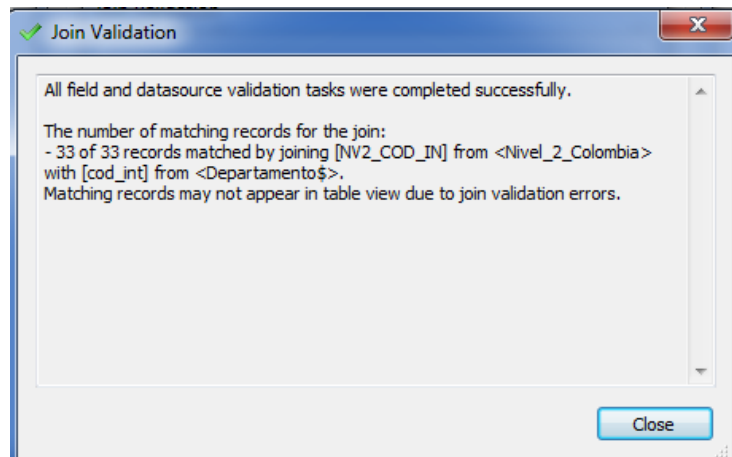 Join Validation
All field and datasource validation tasks were completed successfully.
The number of matching records for the join:
- 33 of 33 records matched by joining [NV2_COD_IN] from <Nivel_2_Colombia>
with [cod_int] from <Departamento$>.
Matching records may not appear in table view due to join validation errors.
Close